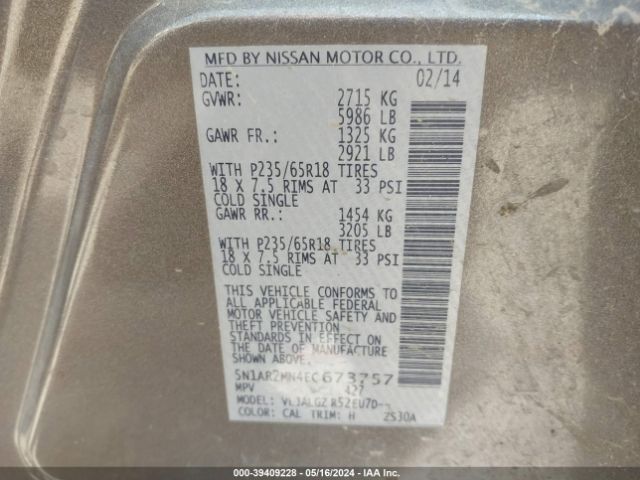 MFD BY NISSAN MOTOR CO., LTD.
DATE: 02/14
GVWR: 2715 KG
5986 LB
GAWR FR.: 1325 KG
2921 LB
WITH P235/65R18 TIRES
18 X 7.5 RIMS AT 33 PSI
COLD SINGLE
GAWR RR.: 1454 KG
3205 LB
WITH P235/65R18 TIRES
18 X 7.5 RIMS AT 33 PSI
COLD SINGLE
THIS VEHICLE CONFORMS TO
ALL APPLICABLE FEDERAL
MOTOR VEHICLE SAFETY AND
THEFT PREVENTION
STANDARDS IN EFFECT ON
THE DATE OF MANUFACTURE
SHOWN ABOVE.
5N1AR2MN4EC673757
MPV 427
MODEL:
COLOR: CAL TRIM: H 2S30A
000-39409228 - 05/16/2024 - IAA Inc.